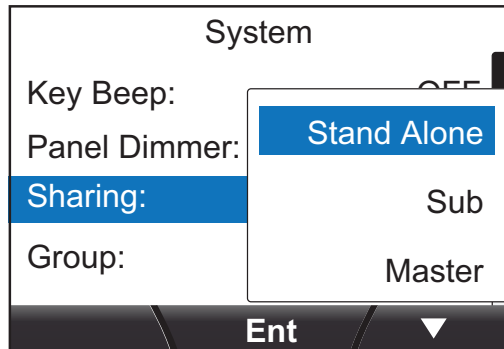 System
Key Beep:
Panel Dimmer:
Stand Alone
Sharing:
Sub
Group:
Master
Ent